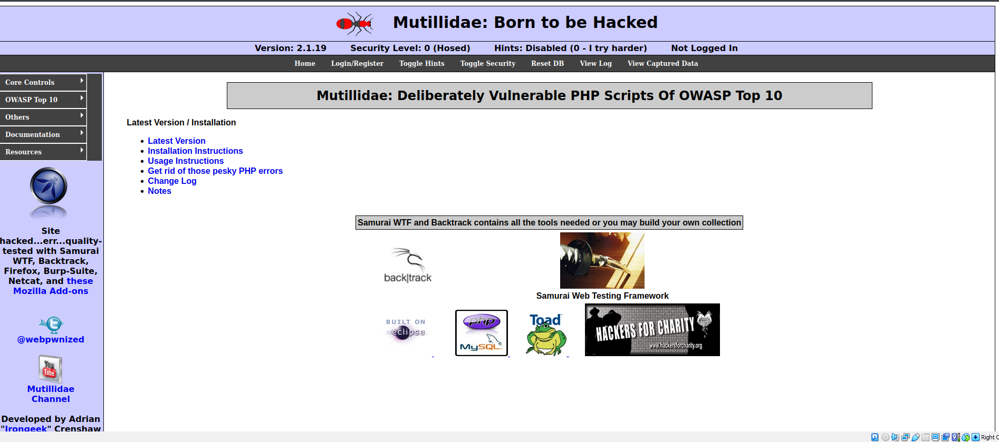 Mutillidae: Born to be Hacked
Version: 2.1.19 Security Level: 0 (Hosed) Hints: Disabled (0 - I try harder) Not Logged In
Home Login/Register Toggle Hints Toggle Security Reset DB View Log View Captured Data
Core Controls
OWASP Top 10
Others
Documentation
Resources
Site
hacked...err...quality-
tested with Samurai
WTF, Backtrack,
Firefox, Burp-Suite,
Netcat, and these
Mozilla Add-ons
@webpwnized
You
Tube
Mutillidae
Channel
Developed by Adrian
"Irongeek" Crenshaw
Mutillidae: Deliberately Vulnerable PHP Scripts Of OWASP Top 10
Latest Version / Installation
Latest Version
Installation Instructions
Usage Instructions
Get rid of those pesky PHP errors
Change Log
Notes
Samurai WTF and Backtrack contains all the tools needed or you may build your own collection
back|track
Samurai Web Testing Framework
BUILT ON
eclipse
php
MySQL
Toad
HACKERS FOR CHARITY
www.hackersforcharity.org
Right C